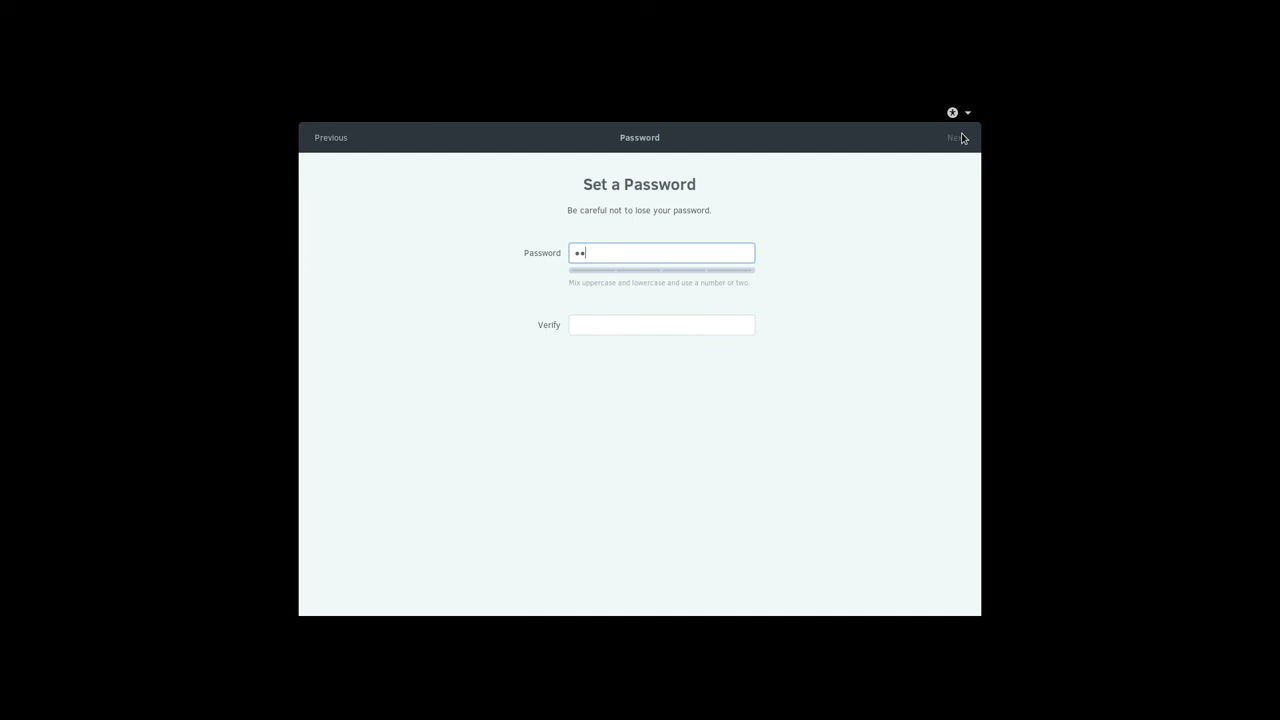 Previous
Password
Set a Password
Be careful not to lose your password.
Password
Mix uppercase and lowercase and use a number or two.
Verify